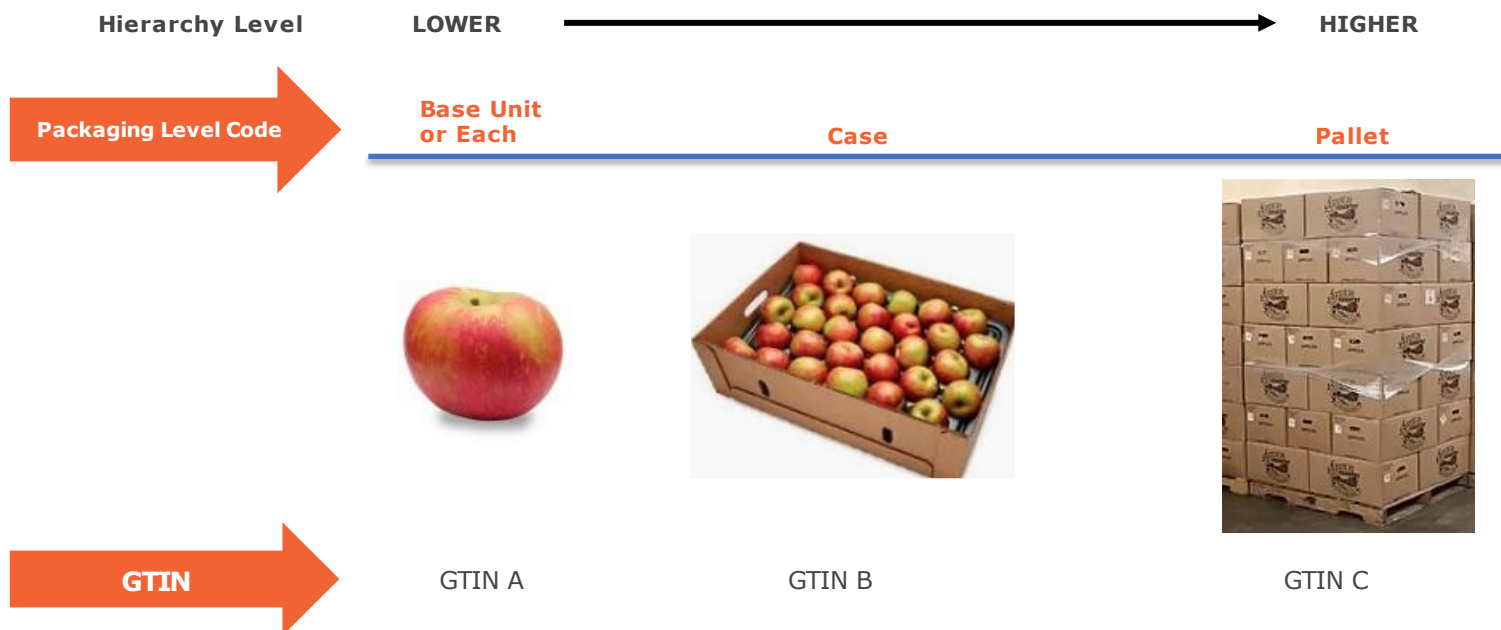 Hierarchy Level LOWER HIGHER
Packaging Level Code
Base Unit
or Each
Case
Pallet
GTIN
GTIN A
GTIN B
GTIN C